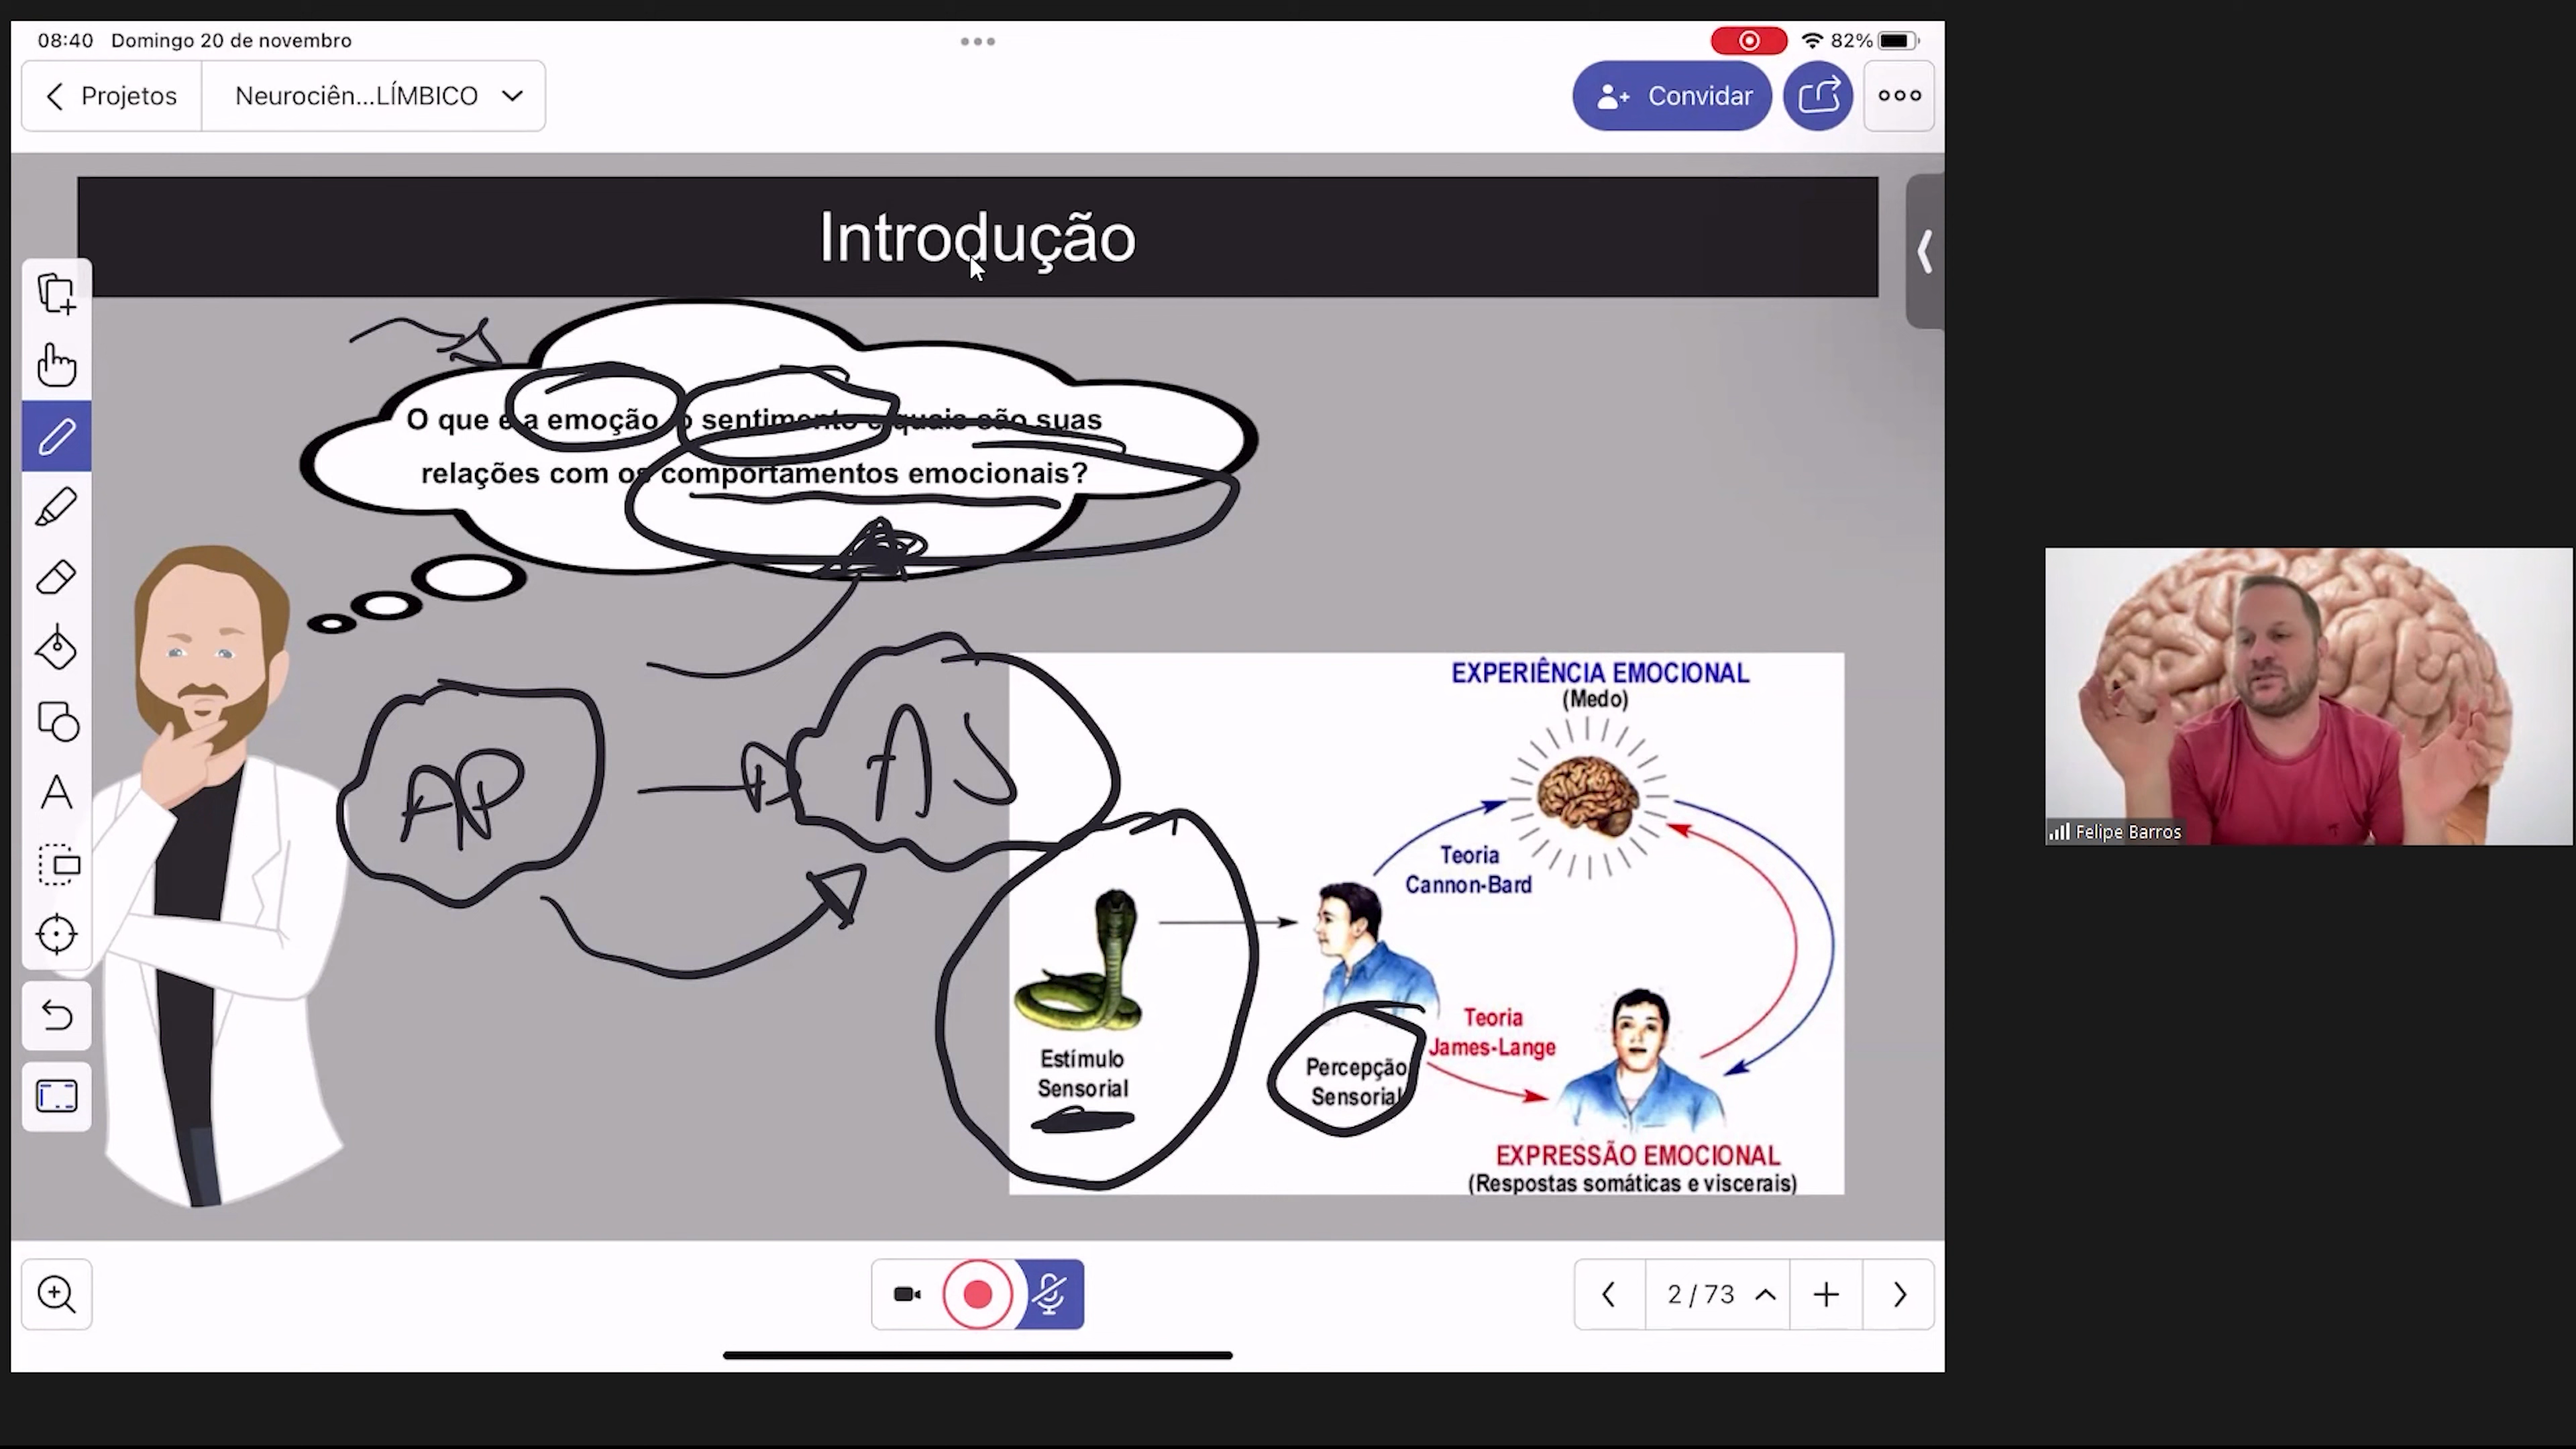 08:40 Domingo 20 de novembro
82%
Projetos
Neurociên...LÍMBICO
Convidar
Introdução
O que é a emoção, o sentimento e quais são suas
relações com os comportamentos emocionais?
AP
AS
EXPERIÊNCIA EMOCIONAL
(Medo)
Teoria
Cannon-Bard
Estímulo
Sensorial
Percepção
Sensorial
Teoria
James-Lange
EXPRESSÃO EMOCIONAL
(Respostas somáticas e viscerais)
Felipe Barros
2 / 73